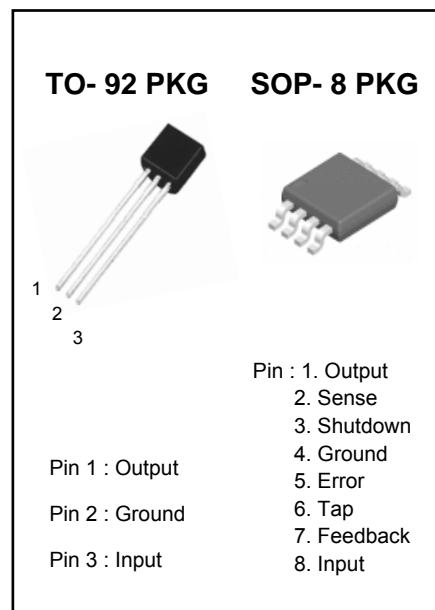 TO- 92 PKG
SOP- 8 PKG
1
2
3
Pin 1 : Output
Pin 2 : Ground
Pin 3 : Input
Pin : 1. Output
2. Sense
3. Shutdown
4. Ground
5. Error
6. Tap
7. Feedback
8. Input